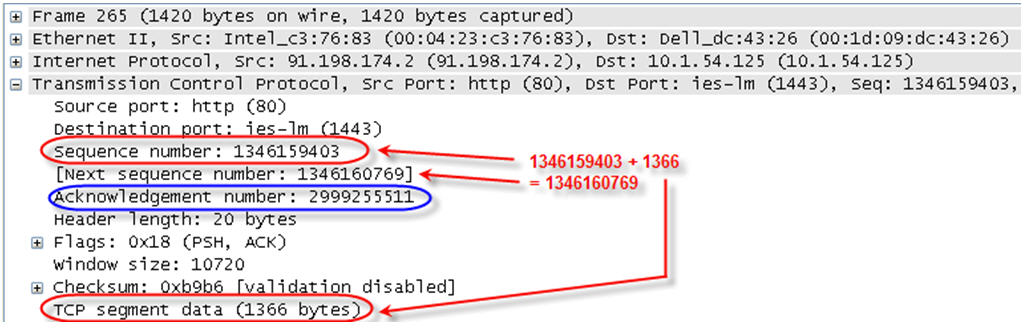 Frame 265 (1420 bytes on wire, 1420 bytes captured)
Ethernet II, Src: Intel_c3:76:83 (00:04:23:c3:76:83), Dst: Dell_dc:43:26 (00:1d:09:dc:43:26)
Internet Protocol, Src: 91.198.174.2 (91.198.174.2), Dst: 10.1.54.125 (10.1.54.125)
Transmission Control Protocol, Src Port: http (80), Dst Port: ies-lm (1443), Seq: 1346159403,
Source port: http (80)
Destination port: ies-lm (1443)
Sequence number: 1346159403
[Next sequence number: 1346160769]
Acknowledgement number: 2999255511
Header length: 20 bytes
Flags: 0x18 (PSH, ACK)
Window size: 10720
Checksum: 0xb9b6 [validation disabled]
TCP segment data (1366 bytes)
1346159403 + 1366
= 1346160769